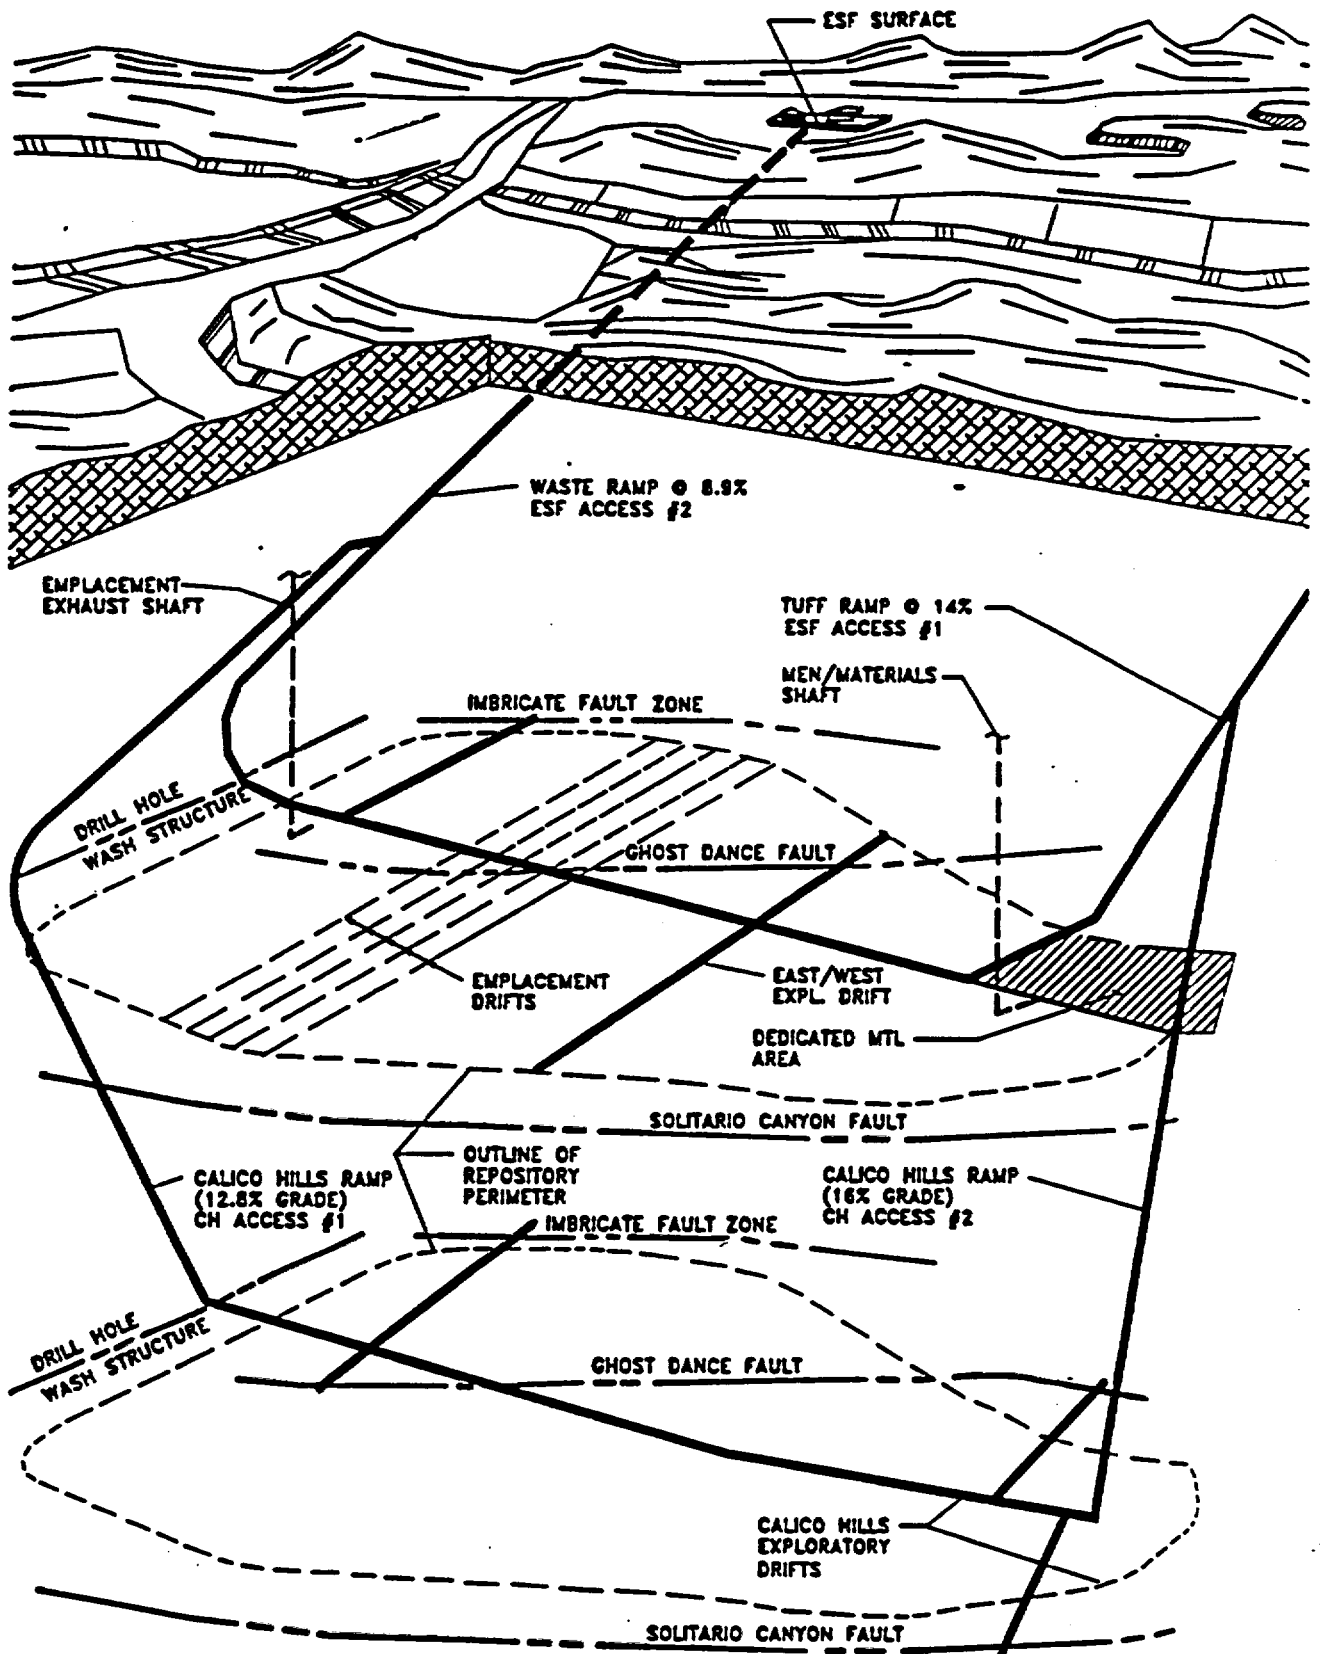 ESF SURFACE
WASTE RAMP @ 8.9%
ESF ACCESS #2
EMPLACEMENT
EXHAUST SHAFT
TUFF RAMP @ 14%
ESF ACCESS #1
MEN/MATERIALS
SHAFT
IMBRICATE FAULT ZONE
DRILL HOLE
WASH STRUCTURE
GHOST DANCE FAULT
EMPLACEMENT
DRIFTS
EAST/WEST
EXPL. DRIFT
DEDICATED MTL
AREA
SOLITARIO CANYON FAULT
CALICO HILLS RAMP
(12.8% GRADE)
CH ACCESS #1
OUTLINE OF
REPOSITORY
PERIMETER
CALICO HILLS RAMP
(16% GRADE)
CH ACCESS #2
IMBRICATE FAULT ZONE
DRILL HOLE
WASH STRUCTURE
GHOST DANCE FAULT
CALICO HILLS
EXPLORATORY
DRIFTS
SOLITARIO CANYON FAULT